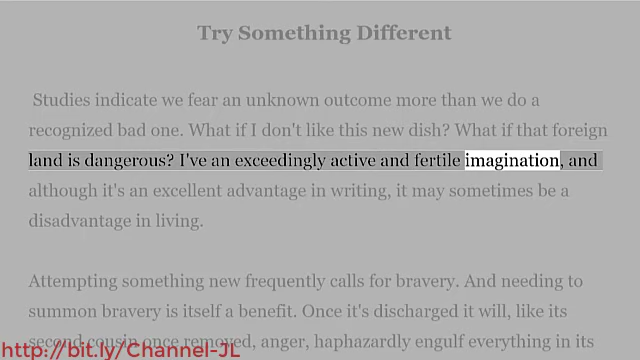 Try Something Different
Studies indicate we fear an unknown outcome more than we do a
recognized bad one. What if I don't like this new dish? What if that foreign
land is dangerous? I've an exceedingly active and fertile imagination, and
although it's an excellent advantage in writing, it may sometimes be a
disadvantage in living.
Attempting something new frequently calls for bravery. And needing to
summon bravery is itself a benefit. Once it's discharged it will, like its
second cousin once removed, anger, haphazardly engulf everything in its
http://bit.ly/Channel-JL